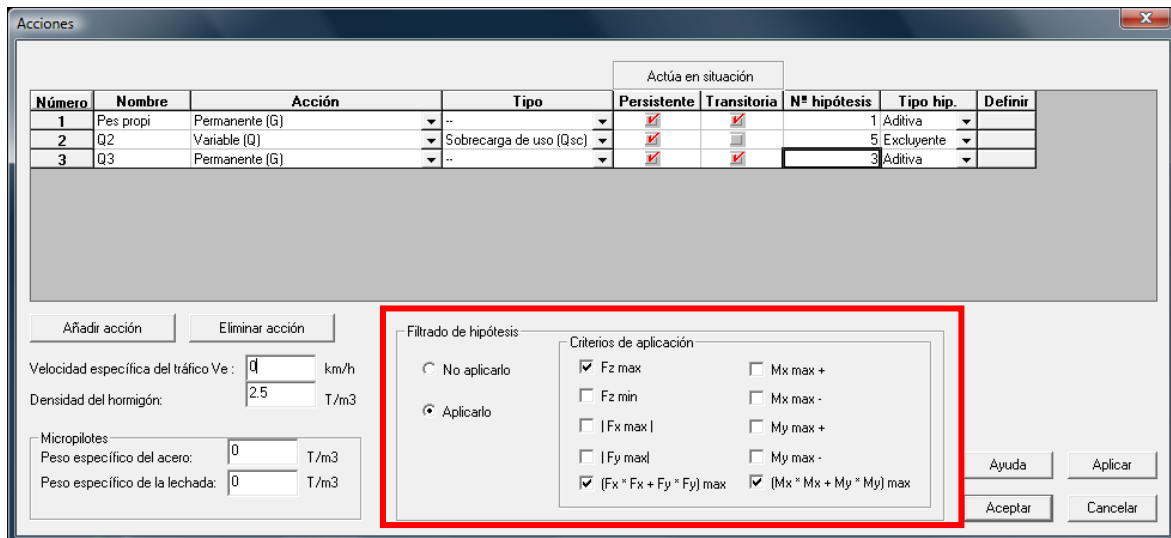 Acciones
Actúa en situación
Número Nombre Acción Tipo Persistente Transitoria Nª hipótesis Tipo hip. Definir
1 Pes propi Permanente (G) -- 1 Aditiva
2 Q2 Variable (Q) Sobrecarga de uso (Qsc) 5 Excluyente
3 Q3 Permanente (G) -- 3 Aditiva
Añadir acción Eliminar acción
Velocidad específica del tráfico Ve : 0 km/h
Densidad del hormigón: 2.5 T/m3
Micropilotes
Peso específico del acero: 0 T/m3
Peso específico de la lechada: 0 T/m3
Filtrado de hipótesis
No aplicarlo
Aplicarlo
Criterios de aplicación
Fz max Mx max +
Fz min Mx max -
| Fx max | My max +
| Fy max| My max -
(Fx * Fx + Fy * Fy) max (Mx * Mx + My * My) max
Ayuda Aplicar
Aceptar Cancelar